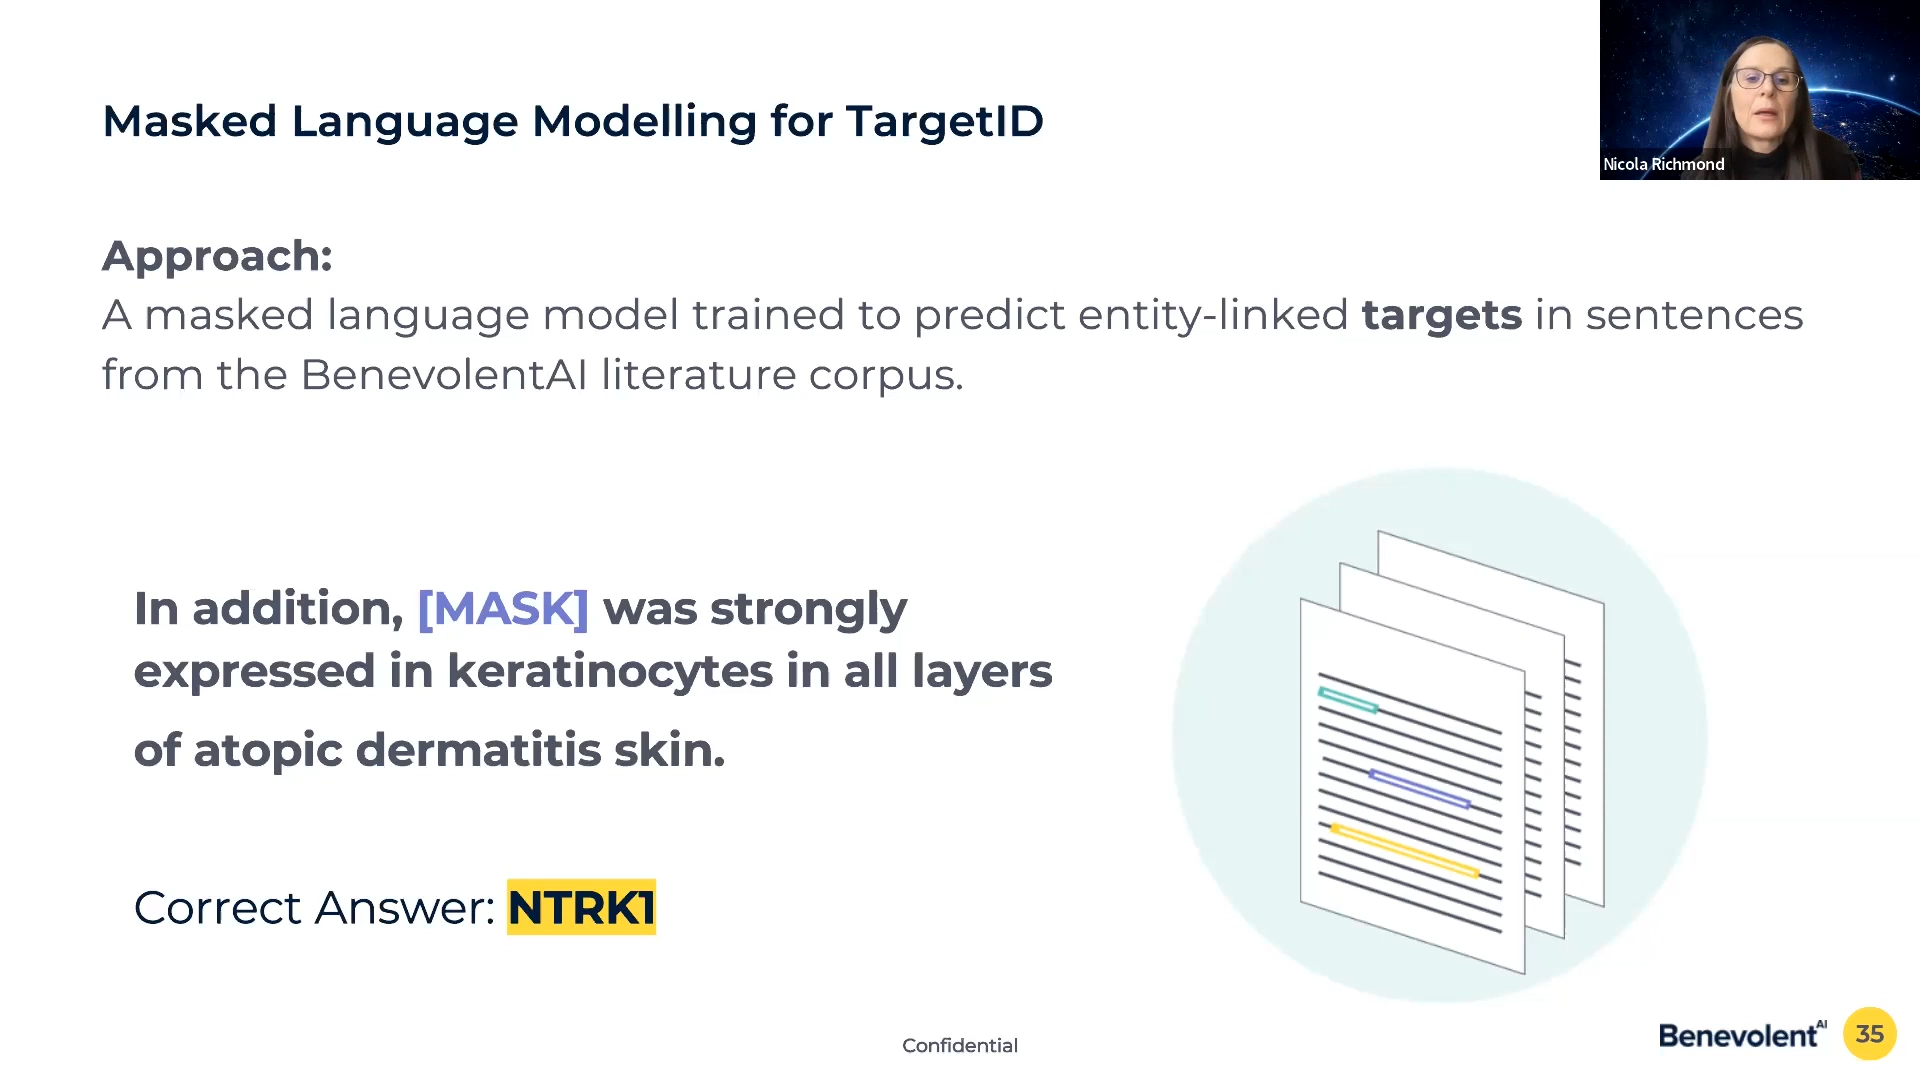 Masked Language Modelling for TargetID
Nicola Richmond
Approach:
A masked language model trained to predict entity-linked targets in sentences
from the BenevolentAI literature corpus.
In addition, [MASK] was strongly
expressed in keratinocytes in all layers
of atopic dermatitis skin.
Correct Answer: NTRK1
Confidential
Benevolent AI
35